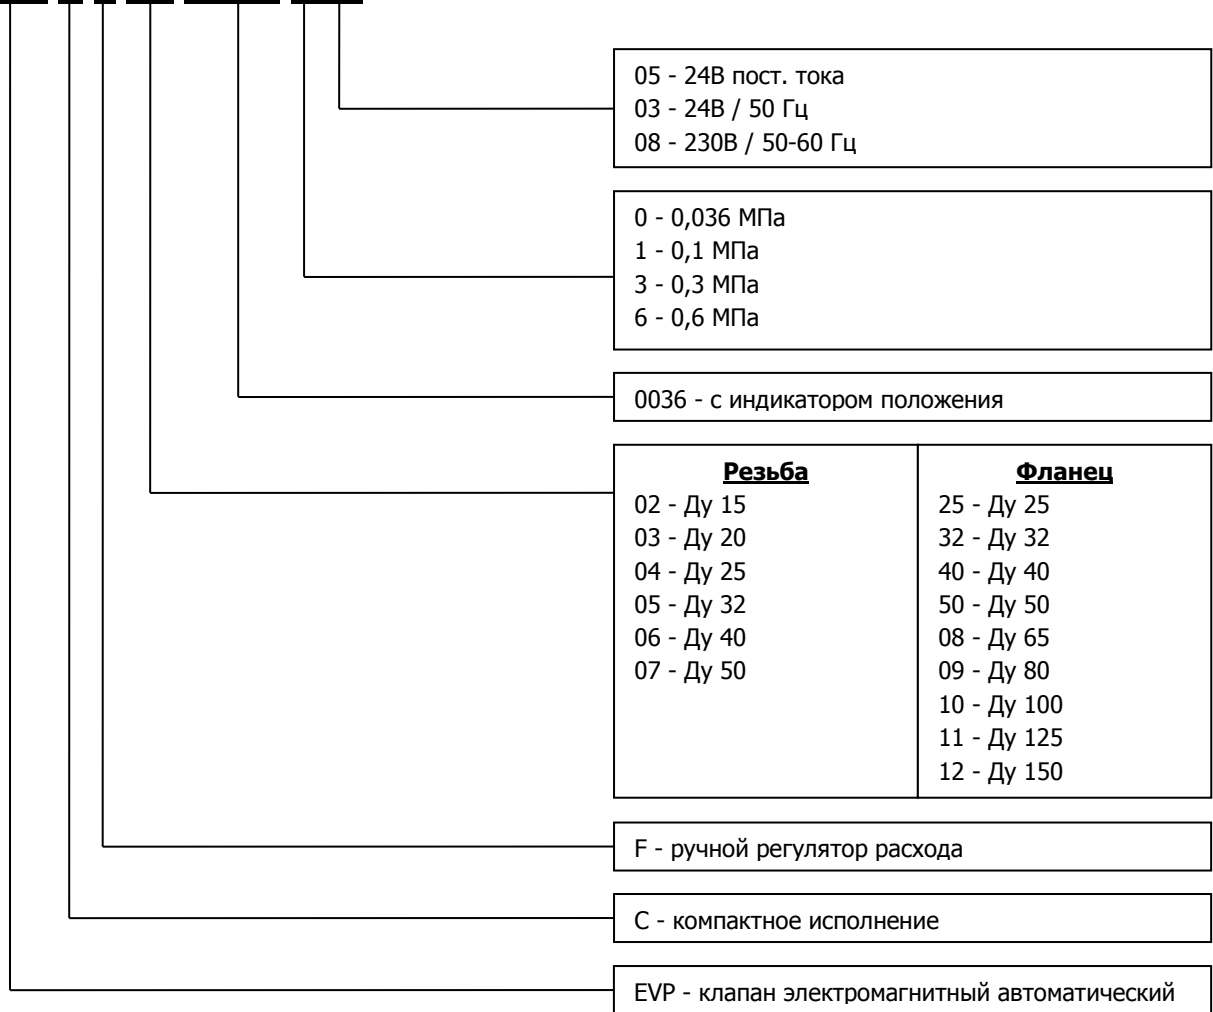 05 - 24В пост. тока
03 - 24В / 50 Гц
08 - 230В / 50-60 Гц
0 - 0,036 МПа
1 - 0,1 МПа
3 - 0,3 МПа
6 - 0,6 МПа
0036 - с индикатором положения
Резьба
02 - Ду 15
03 - Ду 20
04 - Ду 25
05 - Ду 32
06 - Ду 40
07 - Ду 50
Фланец
25 - Ду 25
32 - Ду 32
40 - Ду 40
50 - Ду 50
08 - Ду 65
09 - Ду 80
10 - Ду 100
11 - Ду 125
12 - Ду 150
F - ручной регулятор расхода
C - компактное исполнение
EVP - клапан электромагнитный автоматический